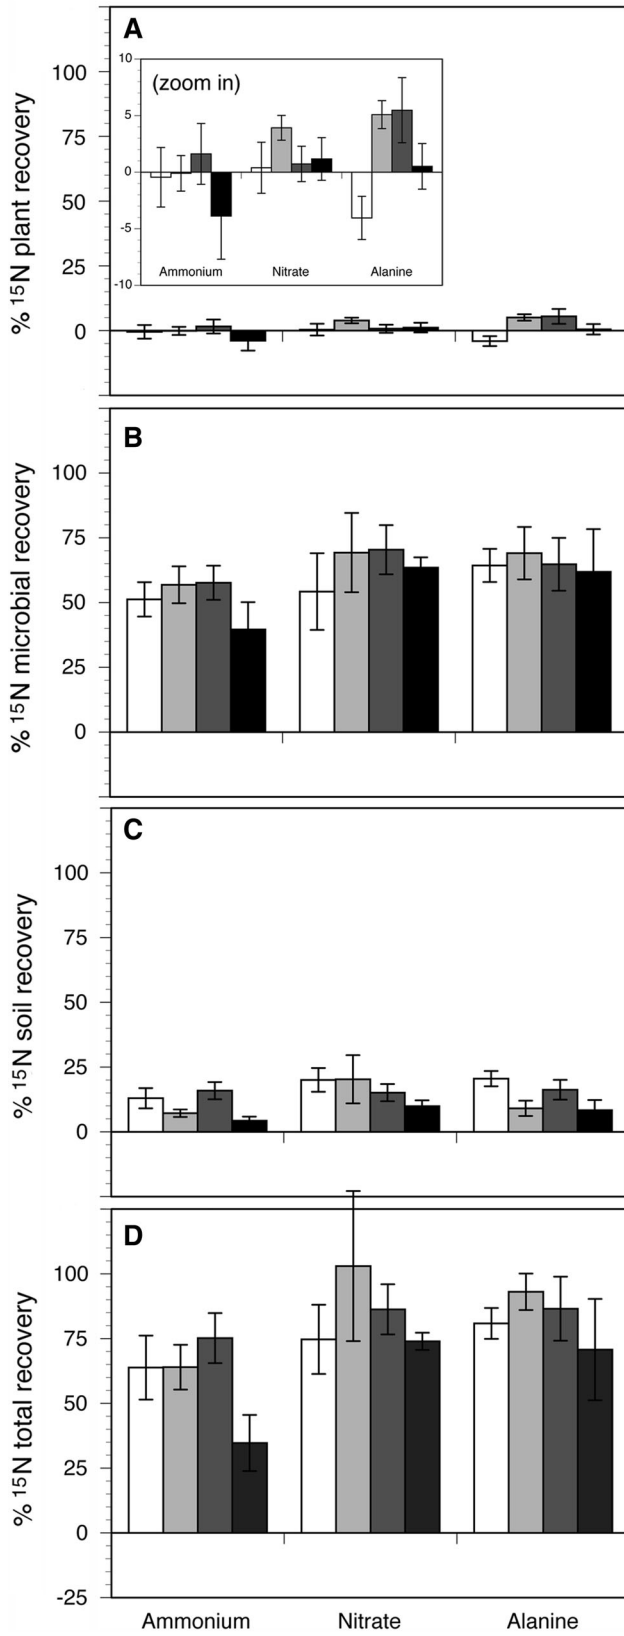 A
% 15N plant recovery
100
75
50
25
0
(zoom in)
10
5
0
-5
-10
Ammonium Nitrate Alanine
B
% 15N microbial recovery
100
75
50
25
0
C
% 15N soil recovery
100
75
50
25
0
D
% 15N total recovery
100
75
50
25
0
-25
Ammonium Nitrate Alanine